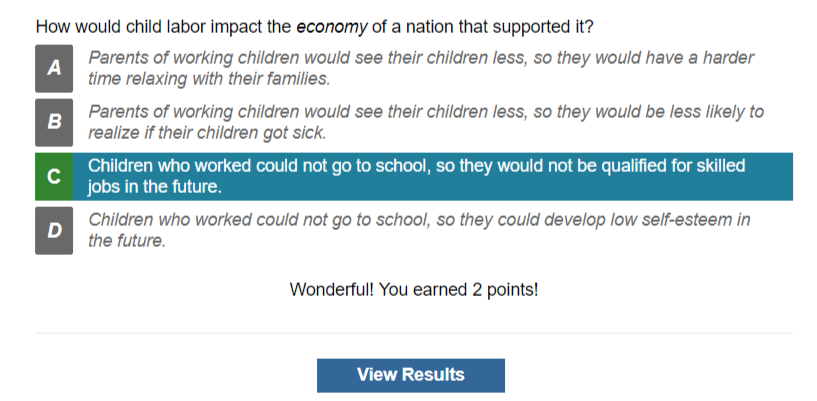 How would child labor impact the economy of a nation that supported it?
A
Parents of working children would see their children less, so they would have a harder
time relaxing with their families.
B
Parents of working children would see their children less, so they would be less likely to
realize if their children got sick.
C
Children who worked could not go to school, so they would not be qualified for skilled
jobs in the future.
D
Children who worked could not go to school, so they could develop low self-esteem in
the future.
Wonderful! You earned 2 points!
View Results